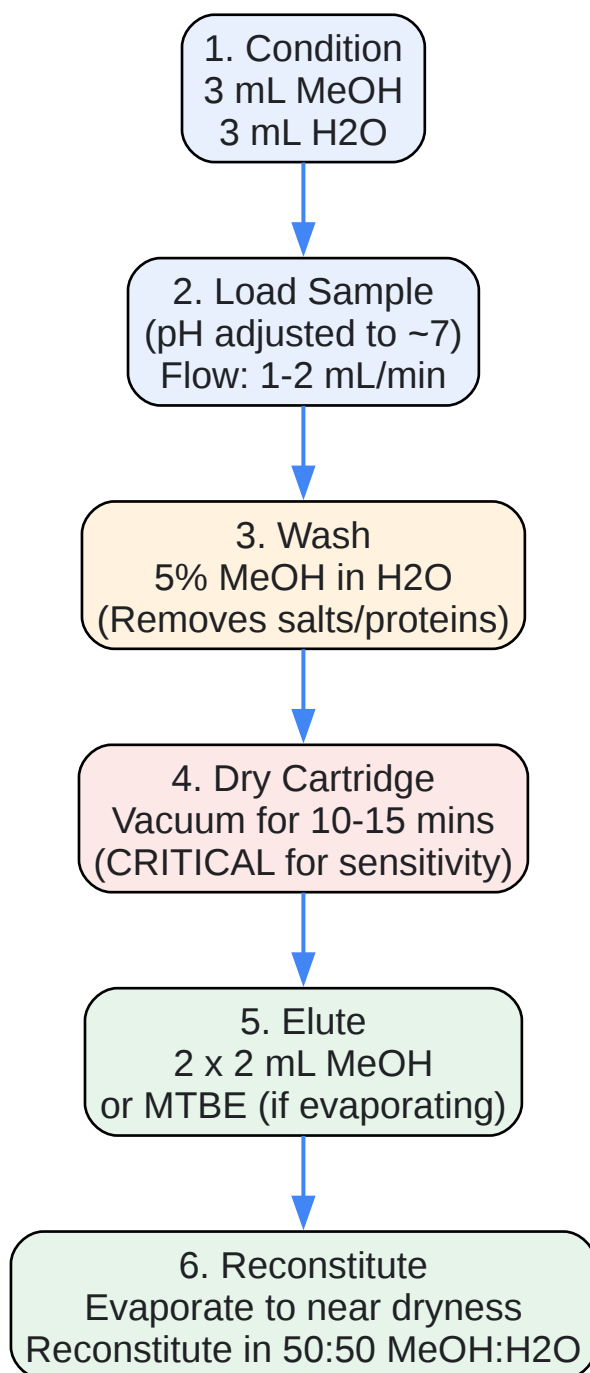 1. Condition
3 mL MeOH
3 mL H2O
2. Load Sample
(pH adjusted to ~7)
Flow: 1-2 mL/min
3. Wash
5% MeOH in H2O
(Removes salts/proteins)
4. Dry Cartridge
Vacuum for 10-15 mins
(CRITICAL for sensitivity)
5. Elute
2 x 2 mL MeOH
or MTBE (if evaporating)
6. Reconstitute
Evaporate to near dryness
Reconstitute in 50:50 MeOH:H2O